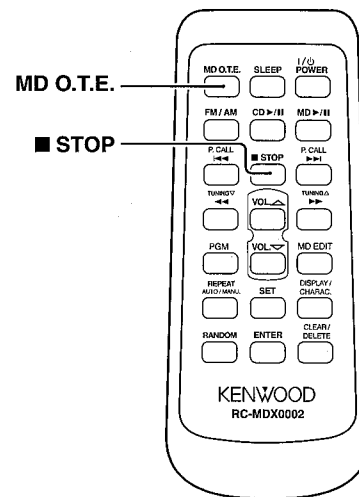 MD O.T.E.
■ STOP
MD O.T.E. SLEEP I/⏻ POWER
FM / AM CD ►/II MD ►/II
P. CALL I◄◄ ■ STOP P. CALL ►►I
TUNING▽ ◄◄ VOL.△ TUNING△ ►►
PGM VOL.▽ MD EDIT
REPEAT AUTO / MANU. SET DISPLAY / CHARAC.
RANDOM ENTER CLEAR / DELETE
KENWOOD
RC-MDX0002